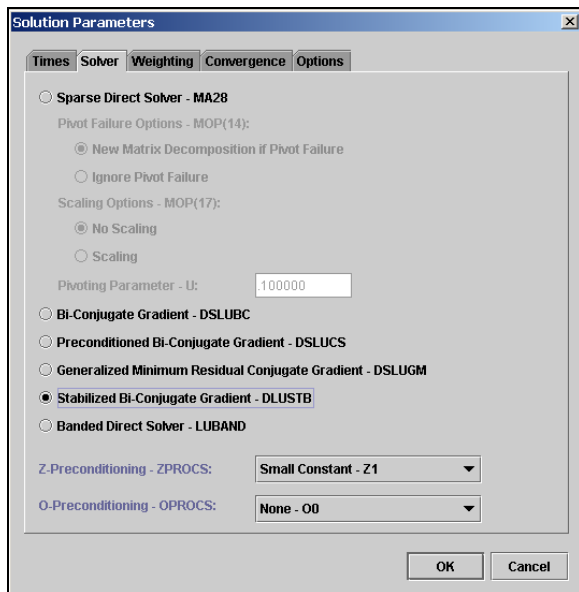 Solution Parameters
Times Solver Weighting Convergence Options
Sparse Direct Solver - MA28
Pivot Failure Options - MOP(14):
New Matrix Decomposition if Pivot Failure
Ignore Pivot Failure
Scaling Options - MOP(17):
No Scaling
Scaling
Pivoting Parameter - U: .100000
Bi-Conjugate Gradient - DSLUBC
Preconditioned Bi-Conjugate Gradient - DSLUCS
Generalized Minimum Residual Conjugate Gradient - DSLUGM
Stabilized Bi-Conjugate Gradient - DLUSTB
Banded Direct Solver - LUBAND
Z-Preconditioning - ZPROCS: Small Constant - Z1
O-Preconditioning - OPROCS: None - O0
OK Cancel